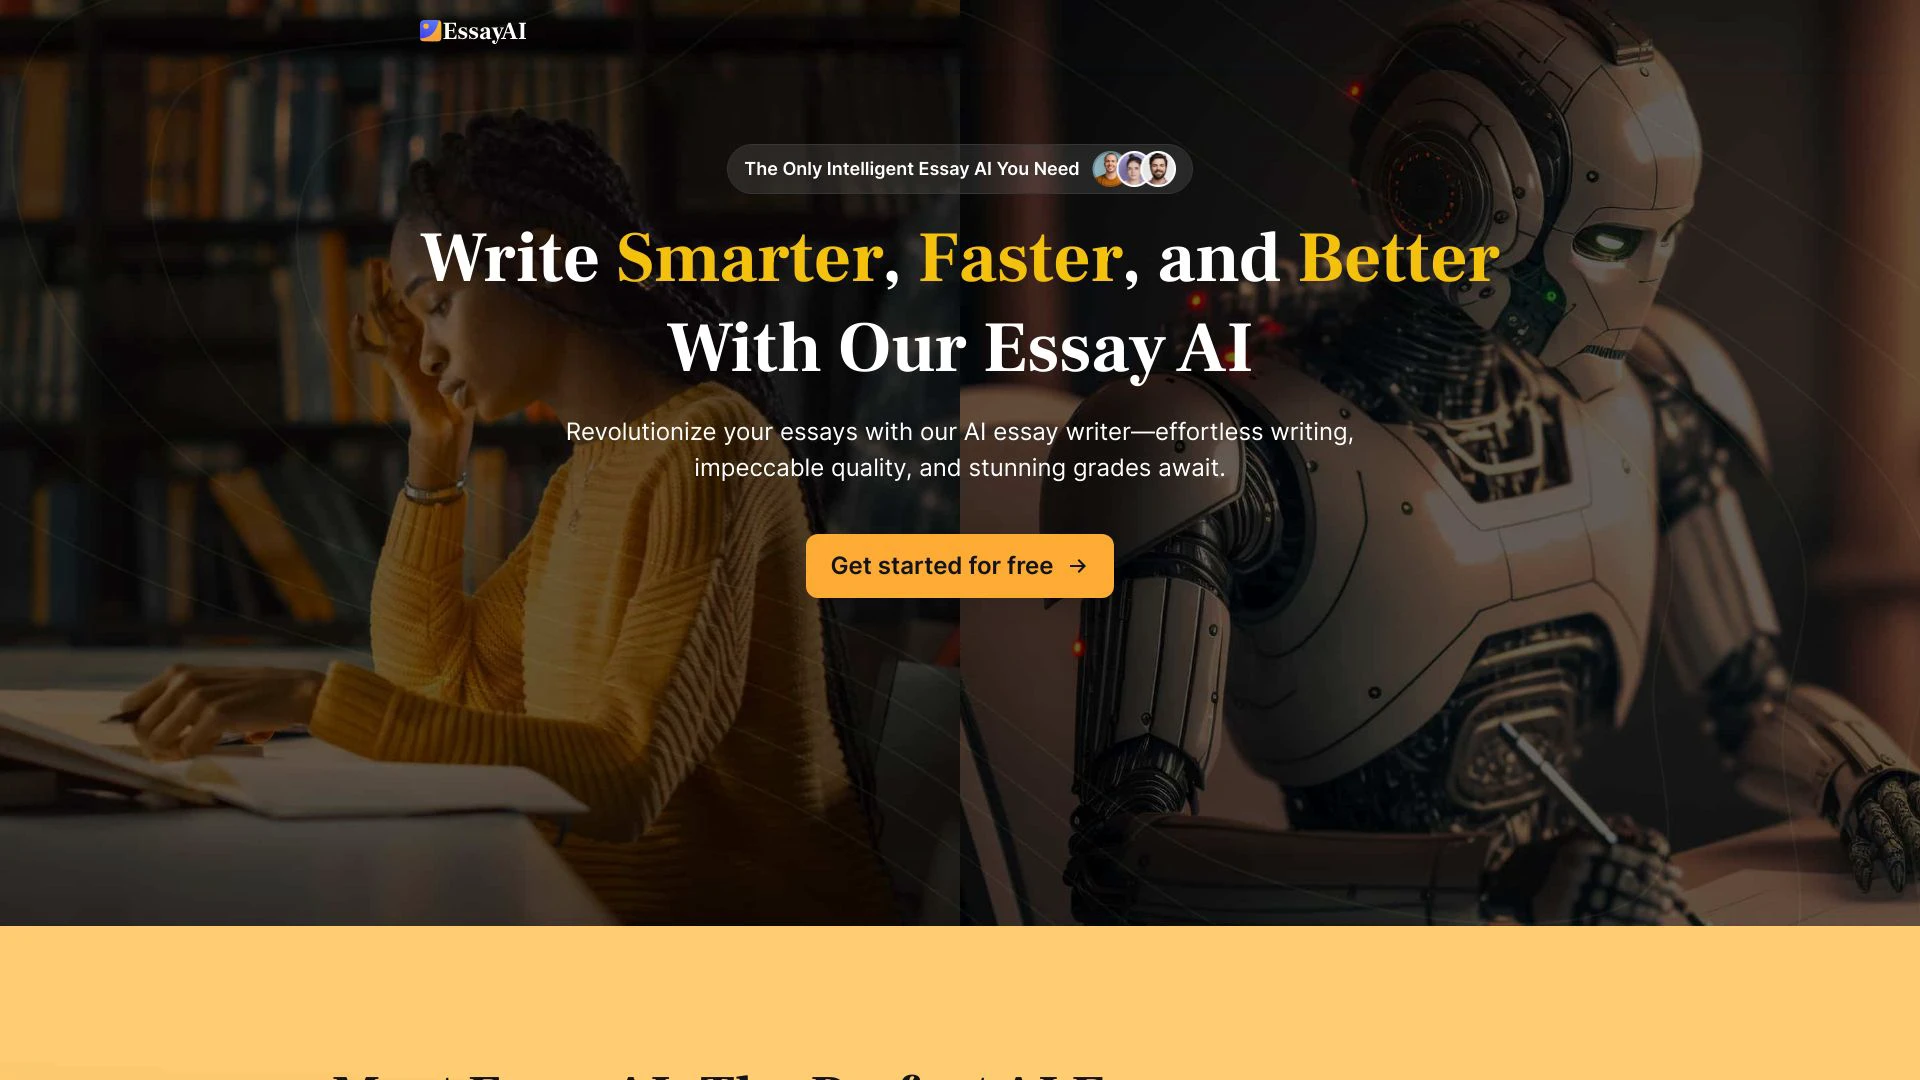 EssayAI
The Only Intelligent Essay AI You Need
Write Smarter, Faster, and Better
With Our Essay AI
Revolutionize your essays with our AI essay writer—effortless writing,
impeccable quality, and stunning grades await.
Get started for free →